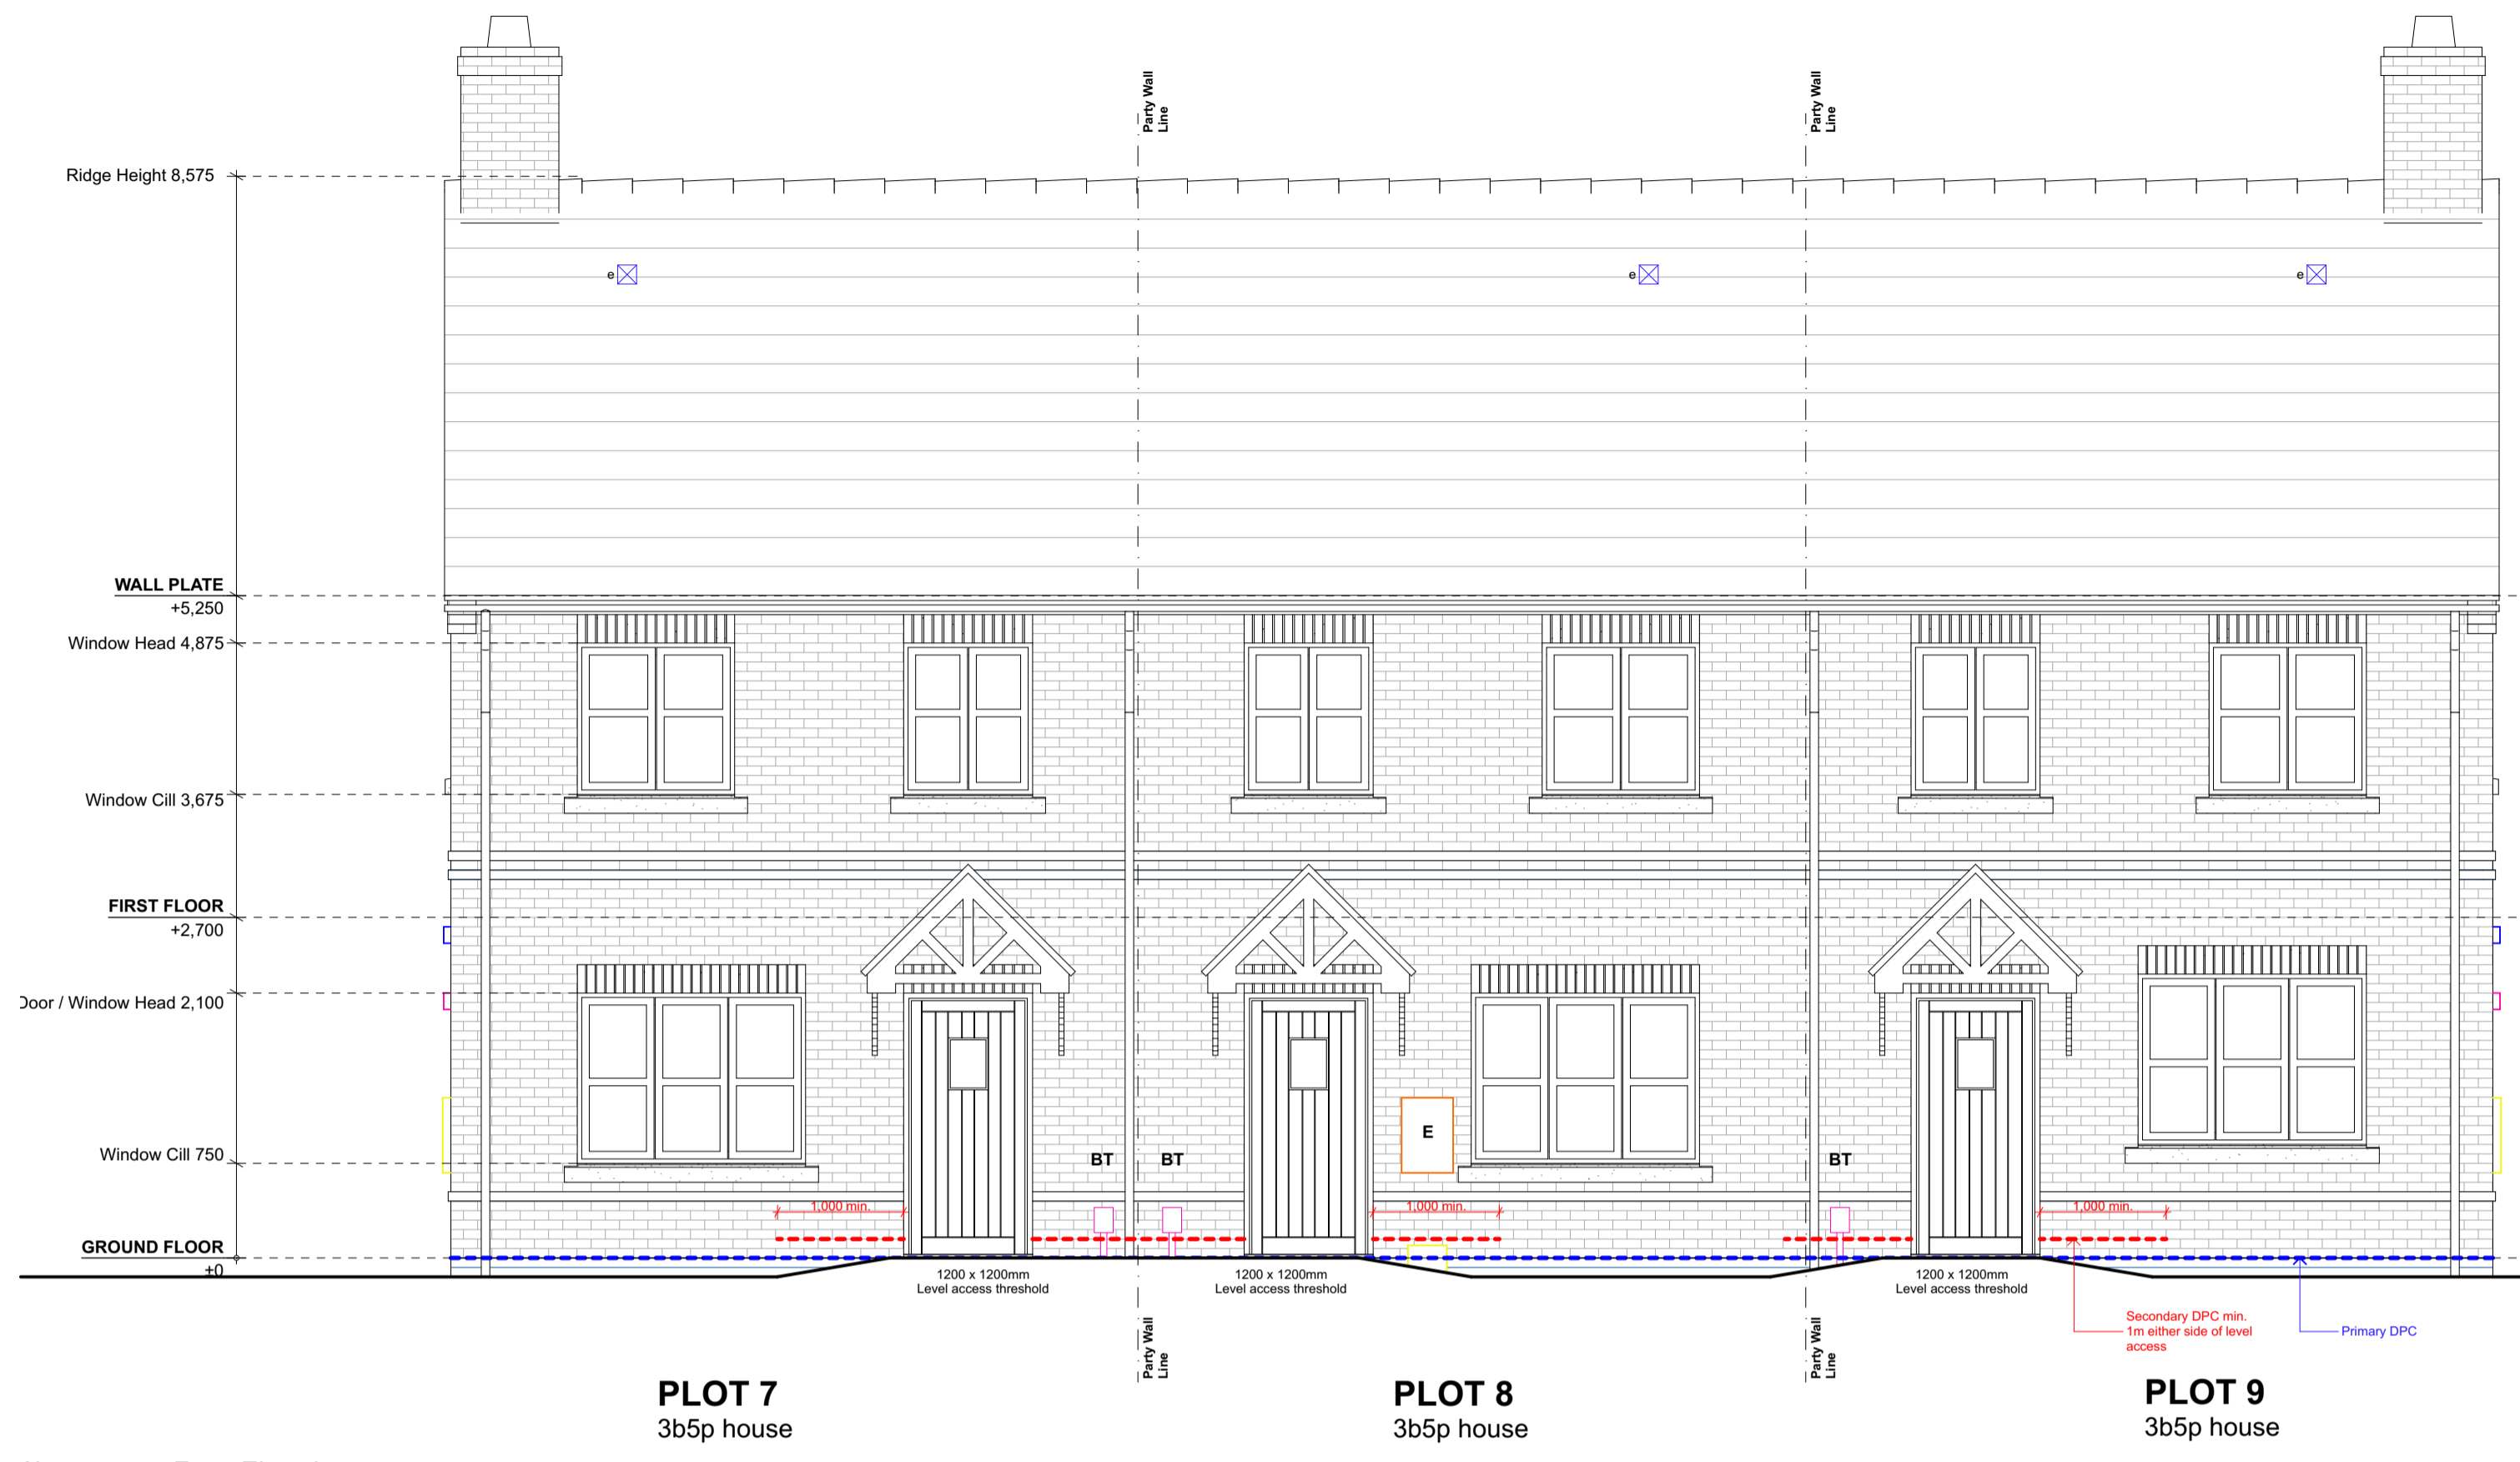 Party Wall
Line
Party Wall
Line
Ridge Height 8,575
e
e
e
WALL PLATE
+5,250
Window Head 4,875
Window Cill 3,675
FIRST FLOOR
+2,700
Door / Window Head 2,100
E
Window Cill 750
BT
BT
BT
1,000 min.
1,000 min.
1,000 min.
GROUND FLOOR
±0
1200 x 1200mm
Level access threshold
1200 x 1200mm
Level access threshold
1200 x 1200mm
Level access threshold
Party Wall
Line
Party Wall
Line
Secondary DPC min.
1m either side of level
access
Primary DPC
PLOT 7
3b5p house
PLOT 8
3b5p house
PLOT 9
3b5p house